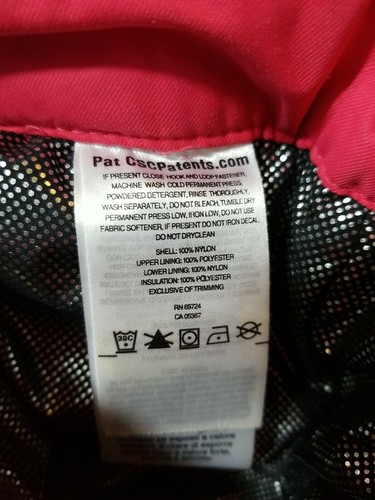 Pat CscPatents.com
IF PRESENT CLOSE HOOK AND LOOP FASTENER,
MACHINE WASH COLD PERMANENT PRESS,
POWDERED DETERGENT, RINSE THOROUGHLY,
WASH SEPARATELY, DO NOT BLEACH, TUMBLE DRY
PERMANENT PRESS LOW, IRON LOW, DO NOT USE
FABRIC SOFTENER, IF PRESENT DO NOT IRON DECAL
DO NOT DRYCLEAN
SHELL: 100% NYLON
UPPER LINING: 100% POLYESTER
LOWER LINING: 100% NYLON
INSULATION: 100% POLYESTER
EXCLUSIVE OF TRIMMING
RN 69724
CA 05367
30C